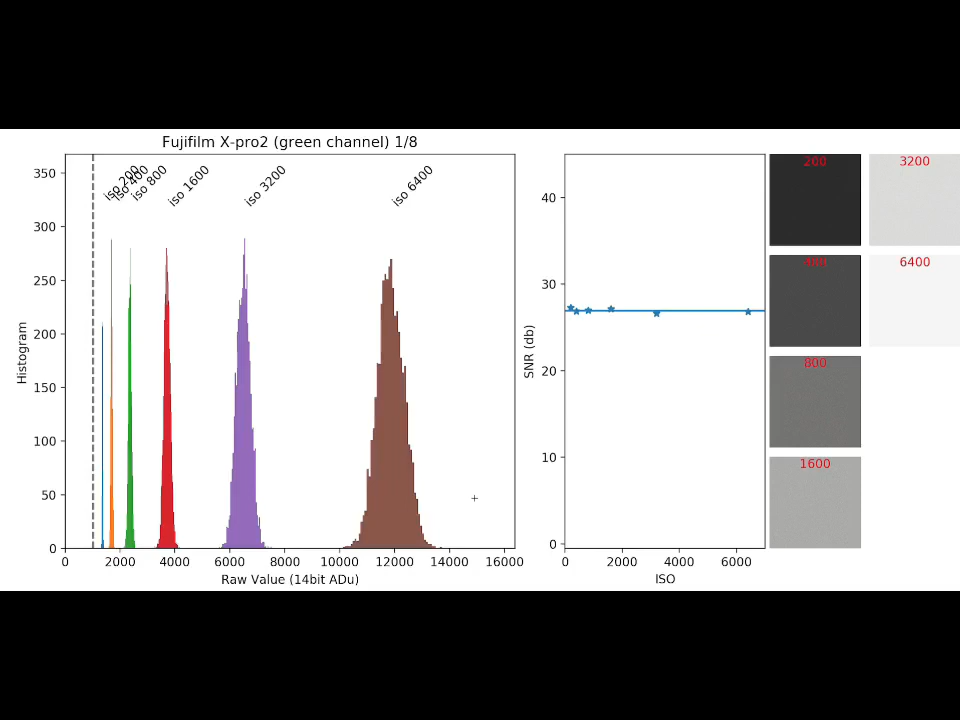 Fujifilm X-pro2 (green channel) 1/8
iso 200
iso 400
iso 800
iso 1600
iso 3200
iso 6400
350
300
250
200
150
100
50
0
Histogram
0
2000
4000
6000
8000
10000
12000
14000
16000
Raw Value (14bit ADu)
40
30
20
10
0
SNR (db)
0
2000
4000
6000
ISO
200
3200
400
6400
800
1600